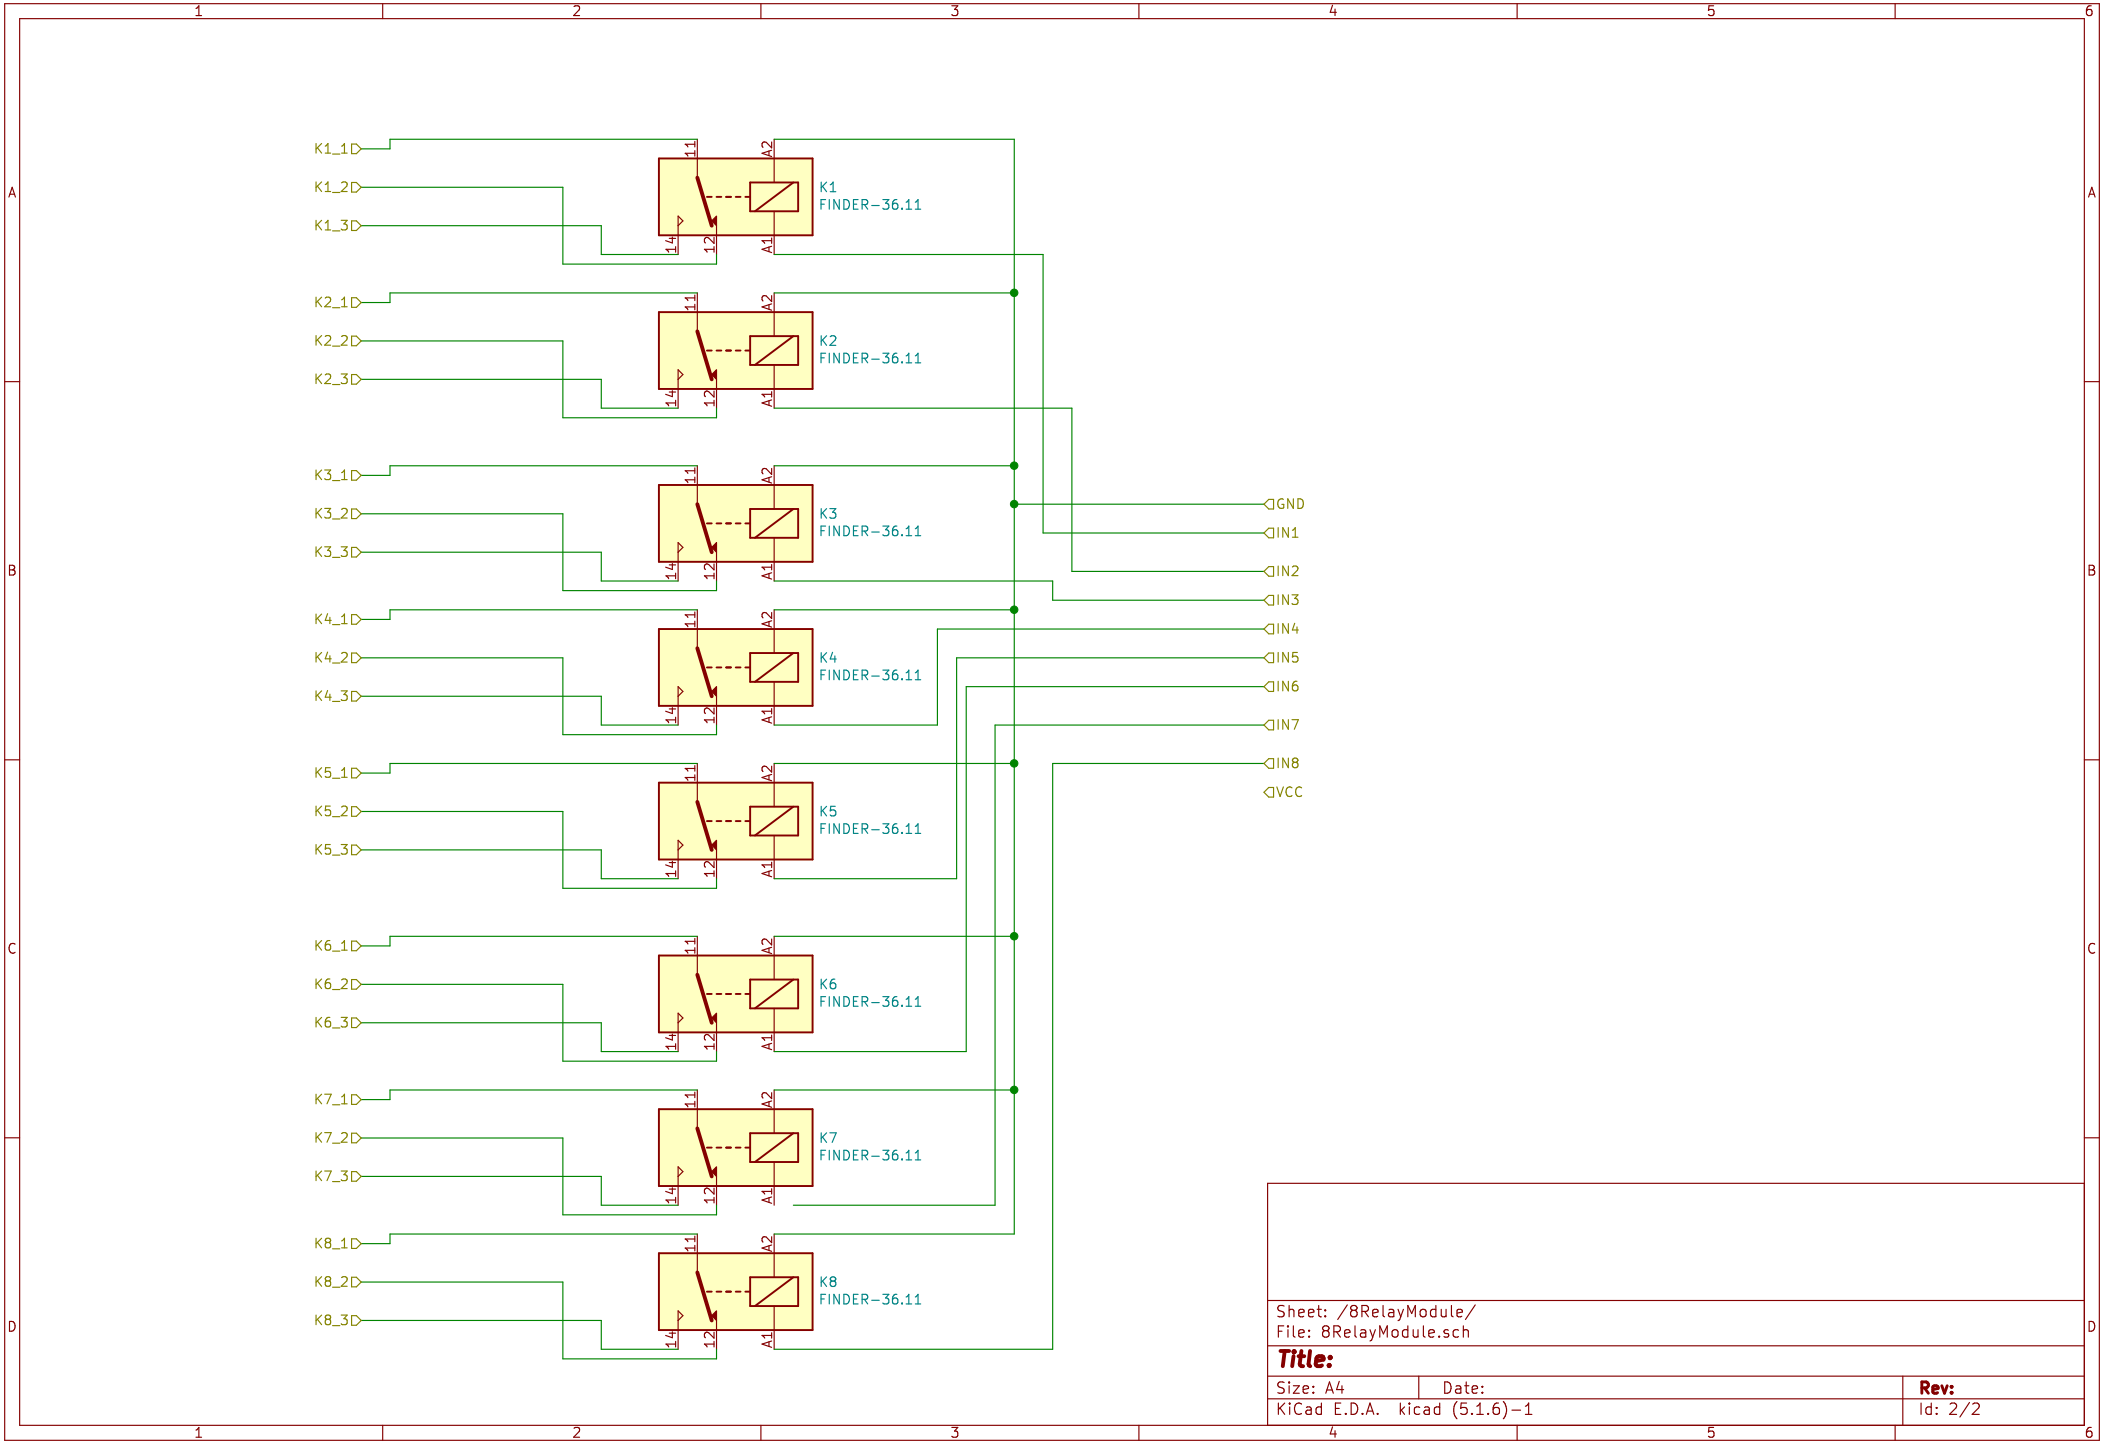 1 2 3 4 5 6
A A
B B
C C
D D
K1_1
K1_2
K1_3
11 A2
14 12 A1
K1
FINDER-36.11
K2_1
K2_2
K2_3
11 A2
14 12 A1
K2
FINDER-36.11
K3_1
K3_2
K3_3
11 A2
14 12 A1
K3
FINDER-36.11
K4_1
K4_2
K4_3
11 A2
14 12 A1
K4
FINDER-36.11
K5_1
K5_2
K5_3
11 A2
14 12 A1
K5
FINDER-36.11
K6_1
K6_2
K6_3
11 A2
14 12 A1
K6
FINDER-36.11
K7_1
K7_2
K7_3
11 A2
14 12 A1
K7
FINDER-36.11
K8_1
K8_2
K8_3
11 A2
14 12 A1
K8
FINDER-36.11
GND
IN1
IN2
IN3
IN4
IN5
IN6
IN7
IN8
VCC
Sheet: /8RelayModule/
File: 8RelayModule.sch
Title:
Size: A4 Date: Rev:
KiCad E.D.A. kicad (5.1.6)-1 Id: 2/2
1 2 3 4 5 6